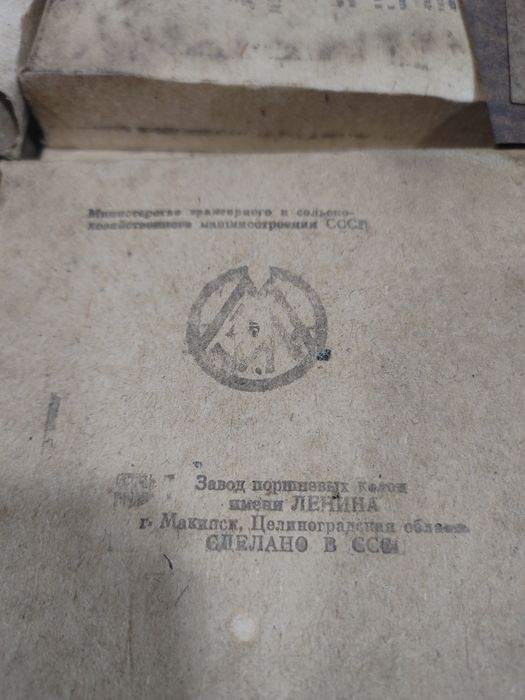 Министерство тракторного и сельско-
хозяйственного машиностроения СССР
Завод поршневых колец
имени ЛЕНИНА
г. Макинск, Целиноградская область
СДЕЛАНО В СССР